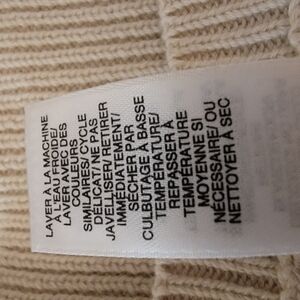 LAVER À LA MACHINE
À L'EAU FROIDE/
LAVEAV AVEC DES
COULEURS
SIMILAIRES/ CYCLE
DÉLICAT/ NE PAS
JAVELLISER/ RETIRER
IMMÉDIATEMENT/
SÉCHER PAR
CULBUTAGE À BASSE
TEMPÉRATURE/
REPASSER À
TEMPÉRATURE
MOYENNE SI
NÉCESSAIRE/OU
NETTOYER À SEC